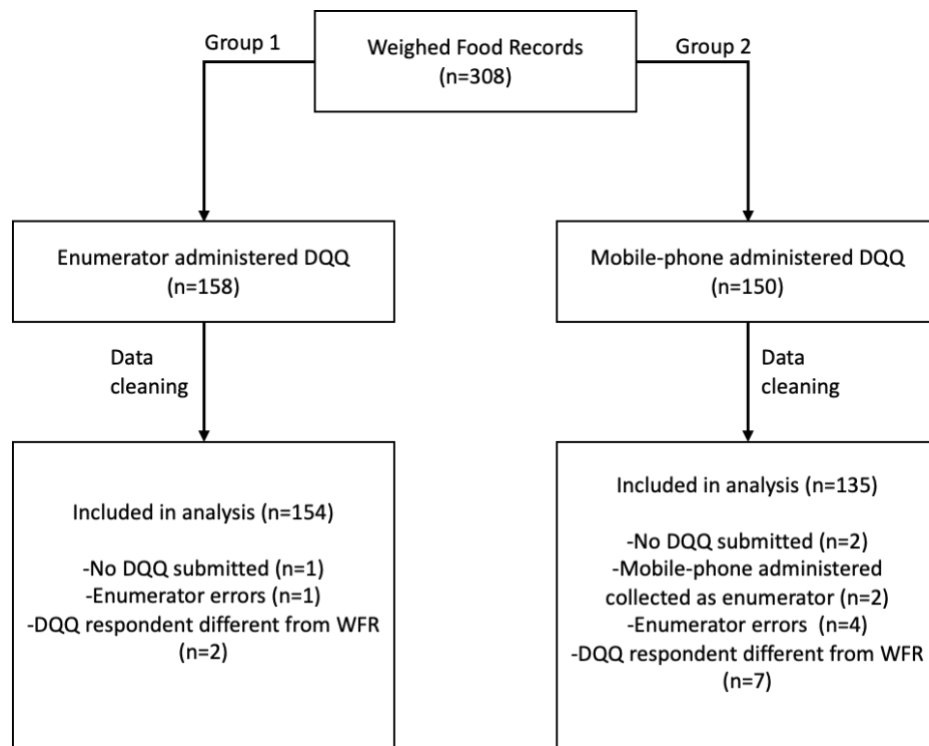 Group 1
Weighed Food Records
(n=308)
Group 2
Enumerator administered DQQ
(n=158)
Mobile-phone administered DQQ
(n=150)
Data
cleaning
Data
cleaning
Included in analysis (n=154)
-No DQQ submitted (n=1)
-Enumerator errors (n=1)
-DQQ respondent different from WFR
(n=2)
Included in analysis (n=135)
-No DQQ submitted (n=2)
-Mobile-phone administered
collected as enumerator (n=2)
-Enumerator errors  (n=4)
-DQQ respondent different from WFR
(n=7)